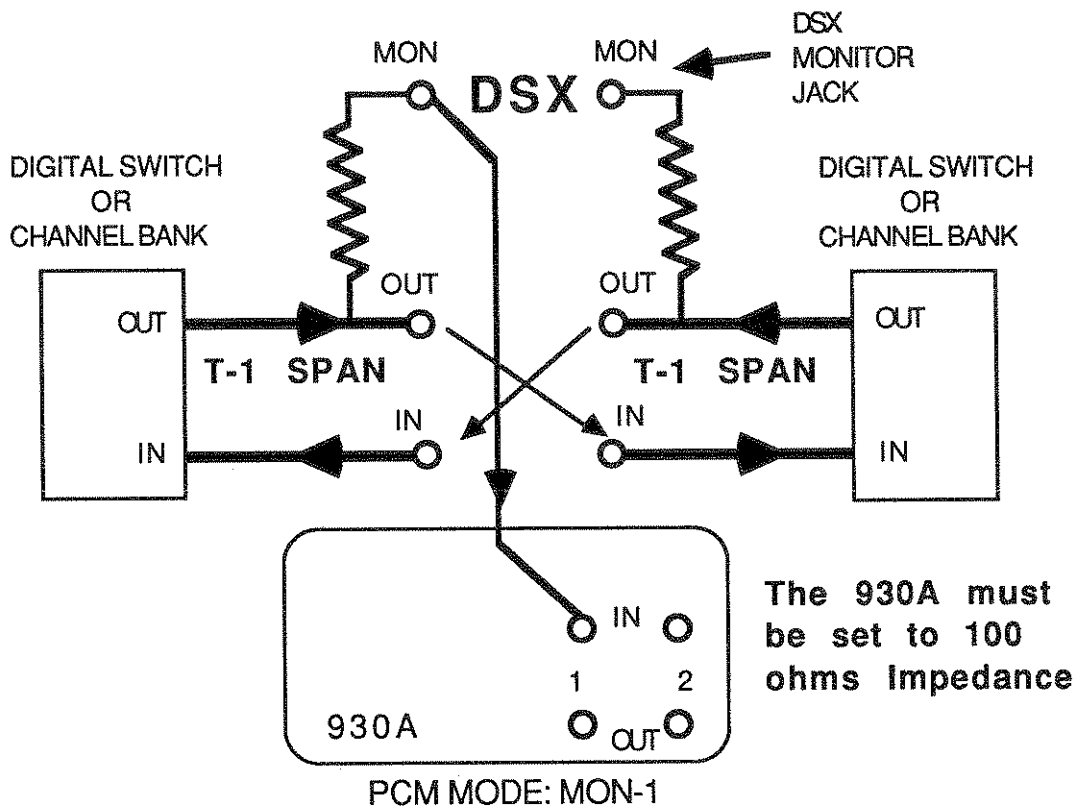 DSX
MONITOR
JACK
MON
MON
DSX
DIGITAL SWITCH
OR
CHANNEL BANK
DIGITAL SWITCH
OR
CHANNEL BANK
OUT
OUT
OUT
OUT
T-1 SPAN
T-1 SPAN
IN
IN
IN
IN
The 930A must
be set to 100
ohms Impedance
IN
1 2
930A
OUT
PCM MODE: MON-1